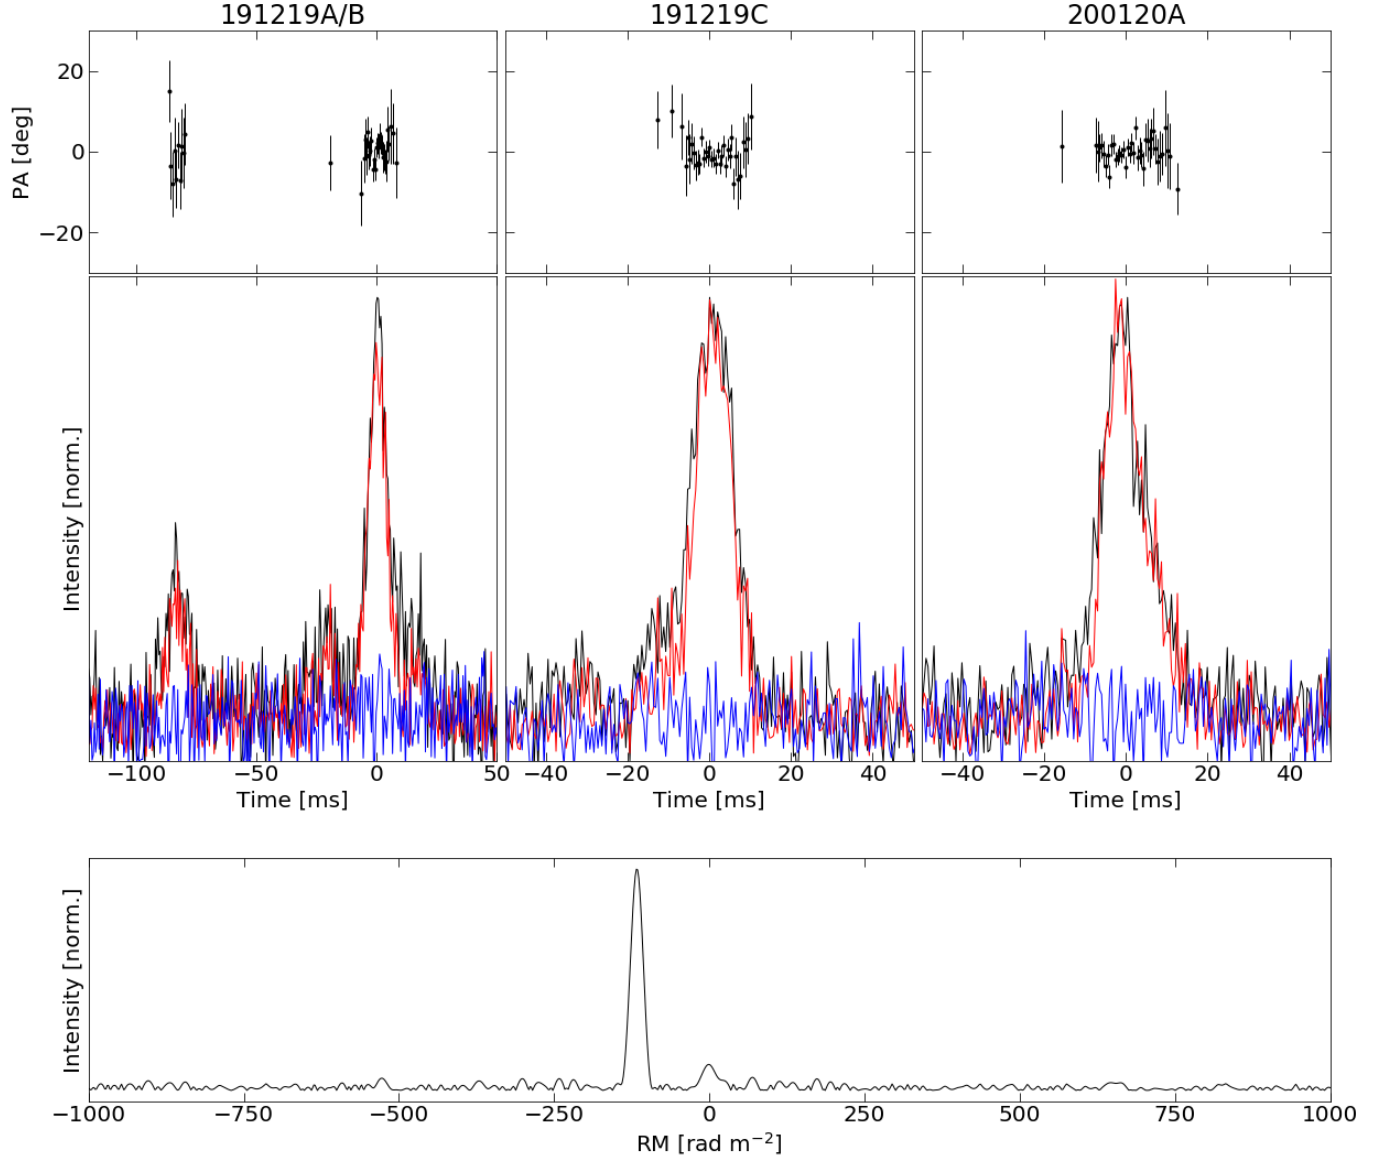 191219A/B 191219C 200120A
PA [deg]
20
0
−20
Intensity [norm.]
−100 −50 0 50 −40 −20 0 20 40 −40 −20 0 20 40
Time [ms] Time [ms] Time [ms]
Intensity [norm.]
−1000 −750 −500 −250 0 250 500 750 1000
RM [rad m⁻²]